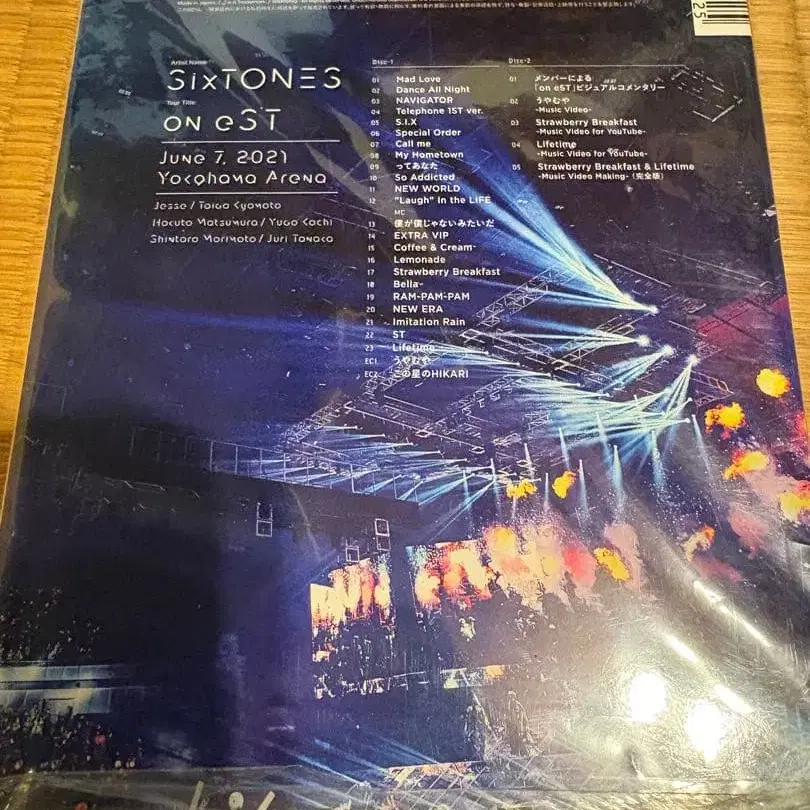 Artist Name
SixTONES
Tour Title
on eST
June 7, 2021
Yokohama Arena
Jesse / Taiga Kyomoto
Hokuto Matsumura / Yugo Kochi
Shintaro Morimoto / Juri Tanaka
Disc-1
01 Mad Love
02 Dance All Night
03 NAVIGATOR
04 Telephone 1ST ver.
05 S.I.X
06 Special Order
07 Call me
08 My Hometown
09 ってあなた
10 So Addicted
11 NEW WORLD
12 "Laugh" In the LIFE
MC
13 僕が僕じゃないみたいだ
14 EXTRA VIP
15 Coffee & Cream
16 Lemonade
17 Strawberry Breakfast
18 Bella
19 RAM-PAM-PAM
20 NEW ERA
21 Imitation Rain
22 ST
23 Lifetime
EC1 うやむや
EC2 この星のHIKARI
Disc-2
01 メンバーによる
「on eST」ビジュアルコメンタリー
02 うやむや
-Music Video-
03 Strawberry Breakfast
-Music Video for YouTube-
04 Lifetime
-Music Video for YouTube-
05 Strawberry Breakfast & Lifetime
-Music Video Making-（完全版）
25